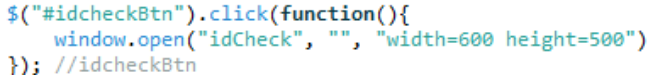 $("#idcheckBtn").click(function(){
    window.open("idCheck", "", "width=600 height=500")
}); //idcheckBtn